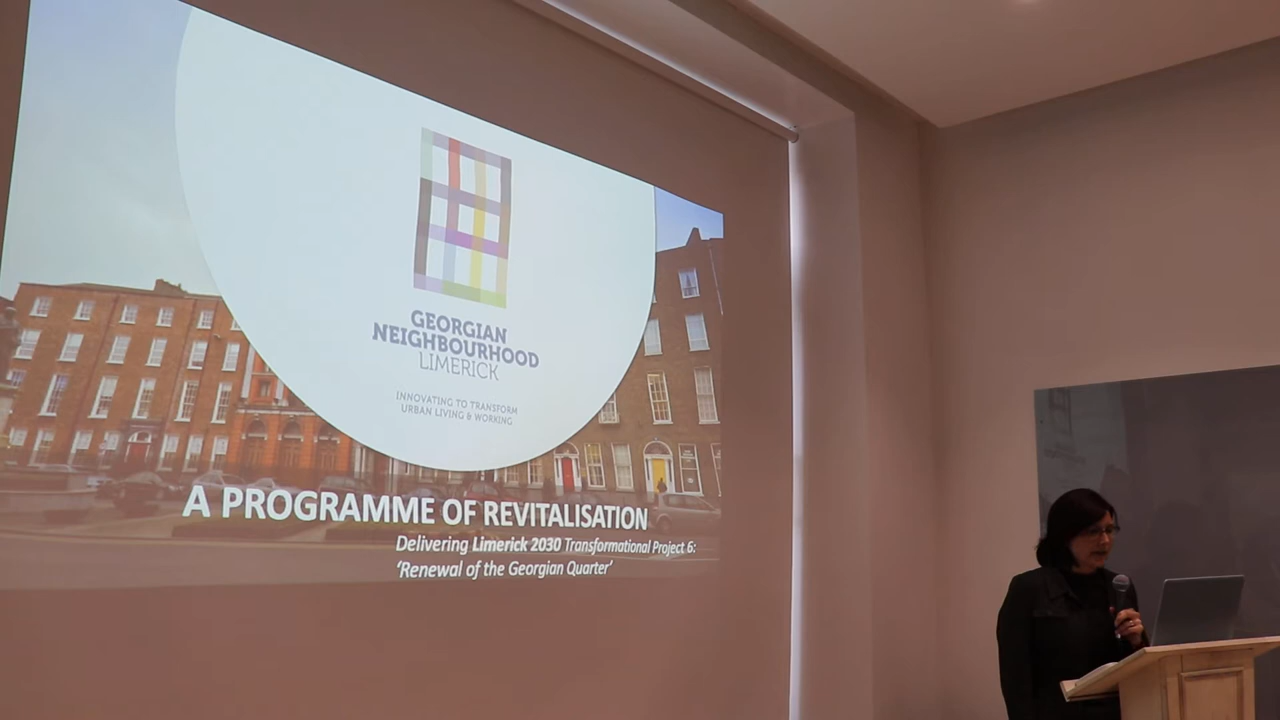 GEORGIAN
NEIGHBOURHOOD
LIMERICK
INNOVATING TO TRANSFORM
URBAN LIVING & WORKING
A PROGRAMME OF REVITALISATION
Delivering Limerick 2030 Transformational Project 6:
'Renewal of the Georgian Quarter'